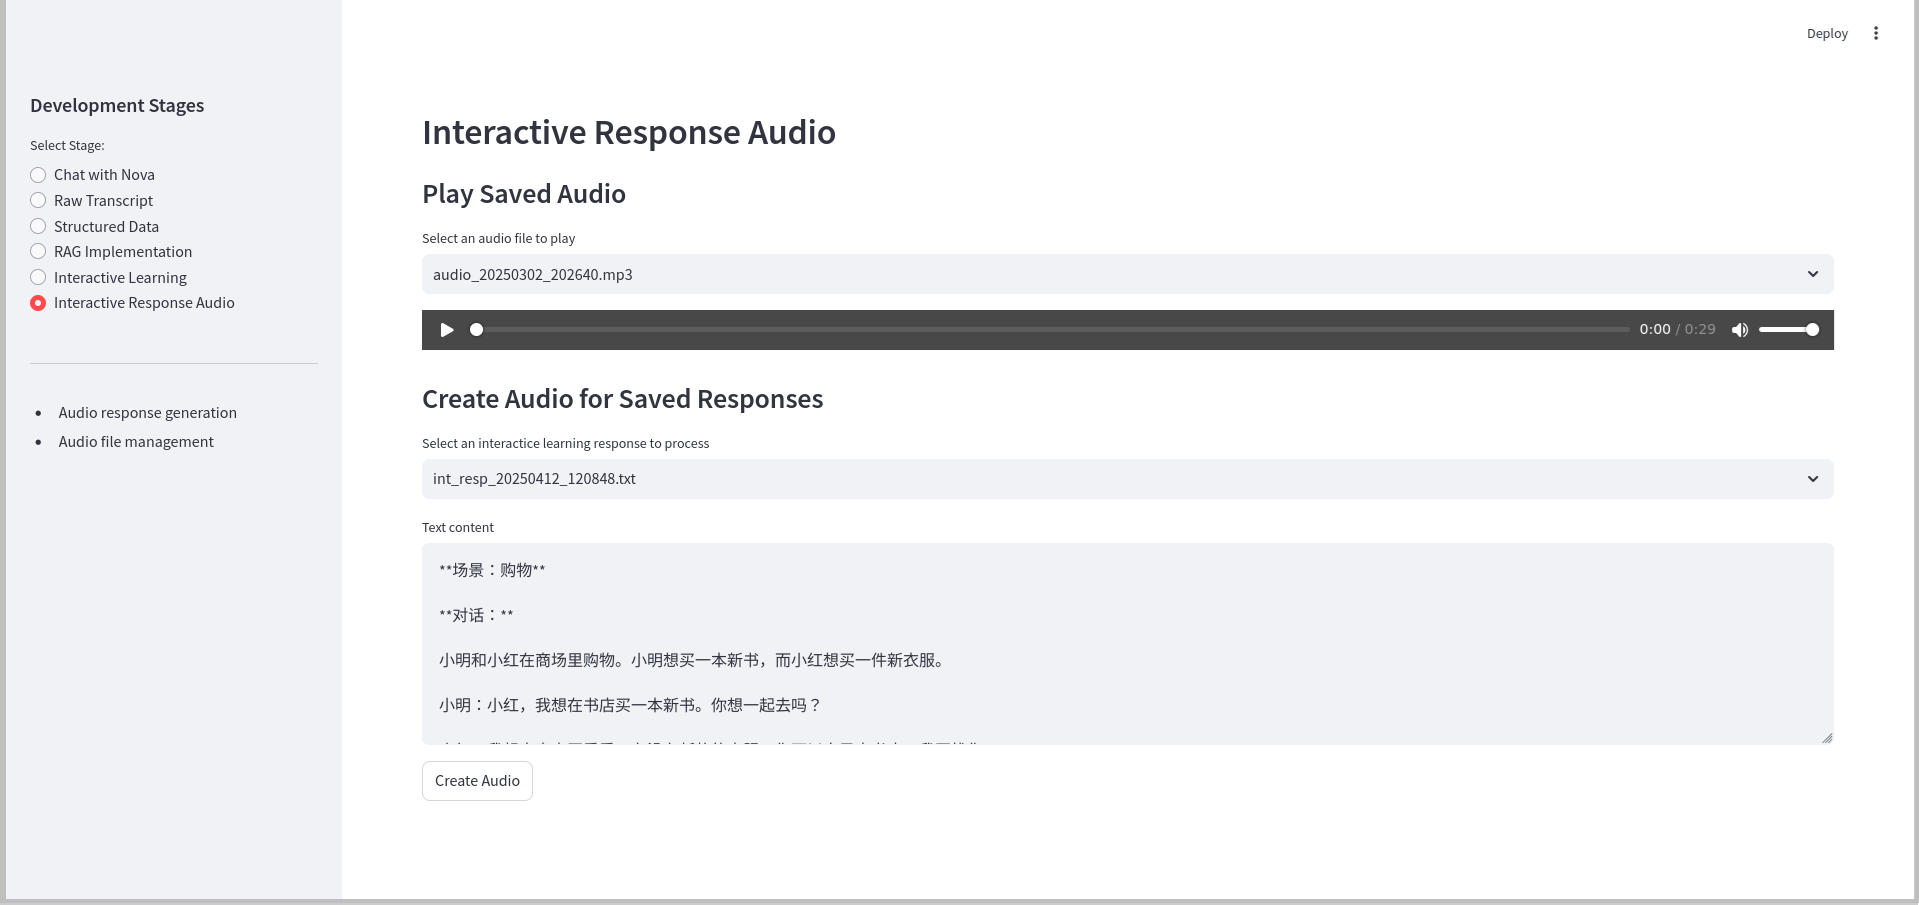 Deploy
Development Stages
Select Stage:
Chat with Nova
Raw Transcript
Structured Data
RAG Implementation
Interactive Learning
Interactive Response Audio
Audio response generation
Audio file management
Interactive Response Audio
Play Saved Audio
Select an audio file to play
audio_20250302_202640.mp3
0:00 / 0:29
Create Audio for Saved Responses
Select an interactice learning response to process
int_resp_20250412_120848.txt
Text content
**场景：购物**
**对话：**
小明和小红在商场里购物。小明想买一本新书，而小红想买一件新衣服。
小明：小红，我想在书店买一本新书。你想一起去吗？
Create Audio